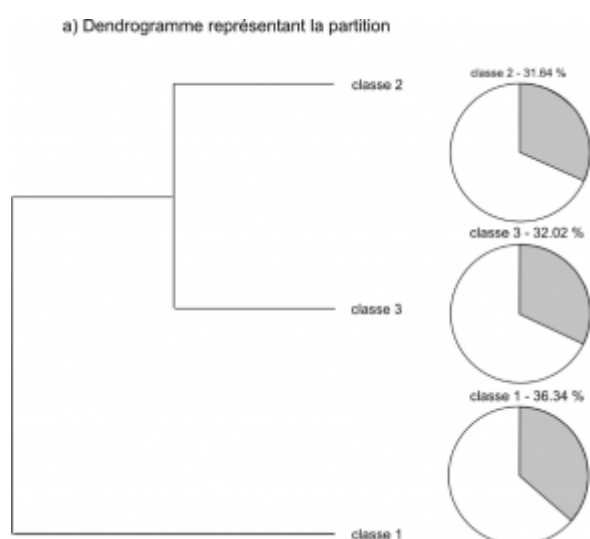 a) Dendrogramme représentant la partition
classe 2 - 31.64 %
classe 2
classe 3 - 32.02 %
classe 3
classe 1 - 36.34 %
classe 1